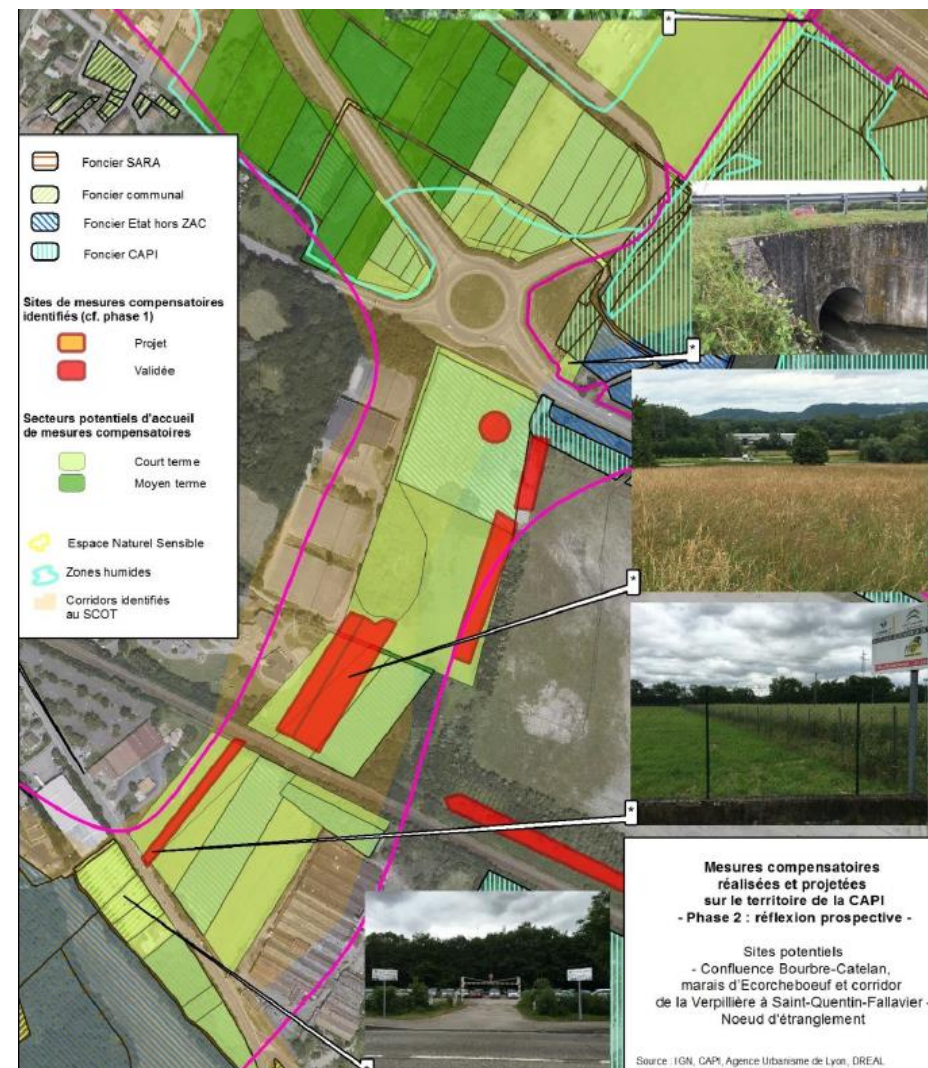 Foncier SARA
Foncier communal
Foncier Etat hors ZAC
Foncier CAPI
Sites de mesures compensatoires
identifiés (cf. phase 1)
Projet
Validée
Secteurs potentiels d'accueil
de mesures compensatoires
Court terme
Moyen terme
Espace Naturel Sensible
Zones humides
Corridors identifiés
au SCOT
*
*
*
*
*
Mesures compensatoires
réalisées et projetées
sur le territoire de la CAPI
- Phase 2 : réflexion prospective -
Sites potentiels
- Confluence Bourbre-Catelan,
marais d'Ecorcheboeuf et corridor
de la Verpillière à Saint-Quentin-Fallavier -
Noeud d'étranglement
Source : IGN, CAPI, Agence Urbanisme de Lyon, DREAL